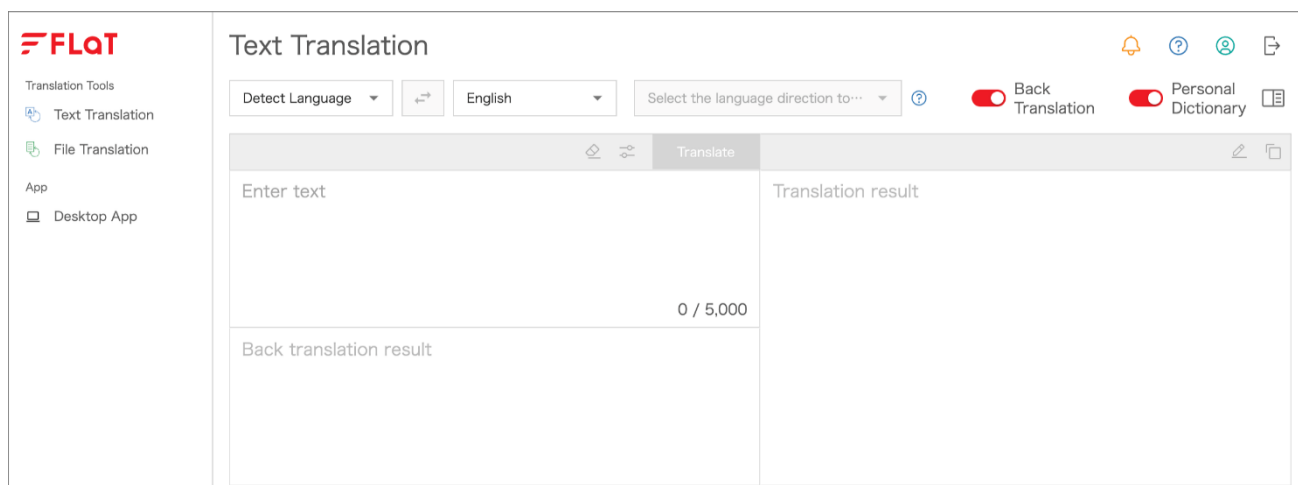 FLaT
Text Translation
Translation Tools
Text Translation
File Translation
App
Desktop App
Detect Language
English
Select the language direction to…
Back
Translation
Personal
Dictionary
Translate
Enter text
0 / 5,000
Back translation result
Translation result